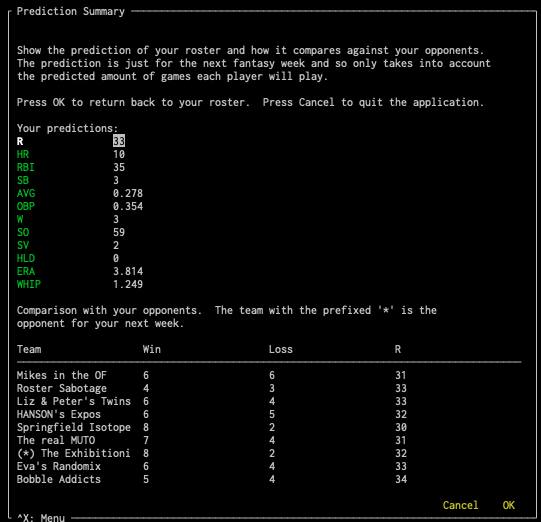 Prediction Summary
Show the prediction of your roster and how it compares against your opponents.
The prediction is just for the next fantasy week and so only takes into account
the predicted amount of games each player will play.
Press OK to return back to your roster.  Press Cancel to quit the application.
Your predictions:
R 33
HR 10
RBI 35
SB 3
AVG 0.278
OBP 0.354
W 3
SO 59
SV 2
HLD 0
ERA 3.814
WHIP 1.249
Comparison with your opponents.  The team with the prefixed '*' is the
opponent for your next week.
Team Win Loss R
Mikes in the OF 6 6 31
Roster Sabotage 4 3 33
Liz & Peter's Twins 6 4 33
HANSON's Expos 6 5 32
Springfield Isotope 8 2 30
The real MUTO 7 4 31
(*) The Exhibitioni 8 2 32
Eva's Randomix 6 4 33
Bobble Addicts 5 4 34
Cancel OK
^X: Menu